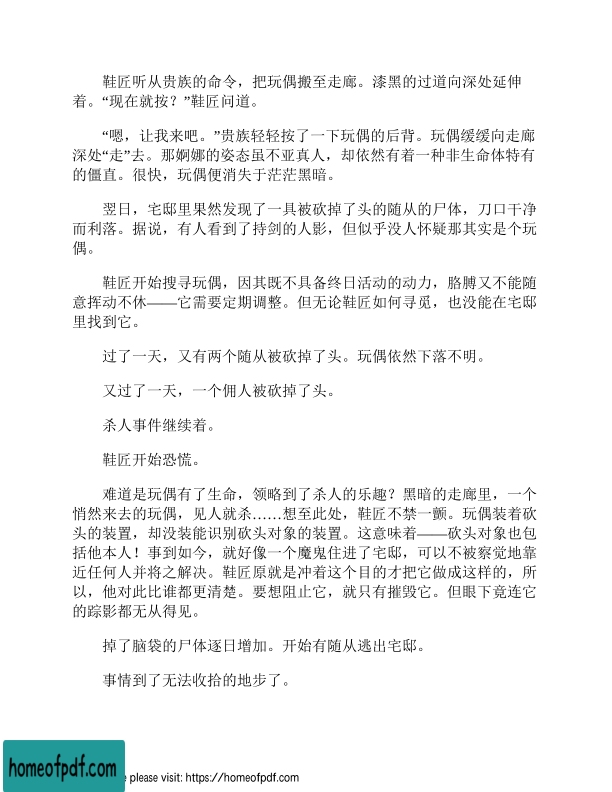 鞋匠听从贵族的命令，把玩偶搬至走廊。漆黑的过道向深处延伸
着。“现在就按？”鞋匠问道。
“嗯，让我来吧。”贵族轻轻按了一下玩偶的后背。玩偶缓缓向走廊
深处“走”去。那婀娜的姿态虽不亚真人，却依然有着一种非生命体特有
的僵直。很快，玩偶便消失于茫茫黑暗。
翌日，宅邸里果然发现了一具被砍掉了头的随从的尸体，刀口干净
而利落。据说，有人看到了持剑的人影，但似乎没人怀疑那其实是个玩
偶。
鞋匠开始搜寻玩偶，因其既不具备终日活动的动力，胳膊又不能随
意挥动不休——它需要定期调整。但无论鞋匠如何寻觅，也没能在宅邸
里找到它。
过了一天，又有两个随从被砍掉了头。玩偶依然下落不明。
又过了一天，一个佣人被砍掉了头。
杀人事件继续着。
鞋匠开始恐慌。
难道是玩偶有了生命，领略到了杀人的乐趣？黑暗的走廊里，一个
悄然来去的玩偶，见人就杀……想至此处，鞋匠不禁一颤。玩偶装着砍
头的装置，却没装能识别砍头对象的装置。这意味着——砍头对象也包
括他本人！事到如今，就好像一个魔鬼住进了宅邸，可以不被察觉地靠
近任何人并将之解决。鞋匠原就是冲着这个目的才把它做成这样的，所
以，他对此比谁都更清楚。要想阻止它，就只有摧毁它。但眼下竟连它
的踪影都无从得见。
掉了脑袋的尸体逐日增加。开始有随从逃出宅邸。
事情到了无法收拾的地步了。
homeofpdf.com
e please visit: https://homeofpdf.com